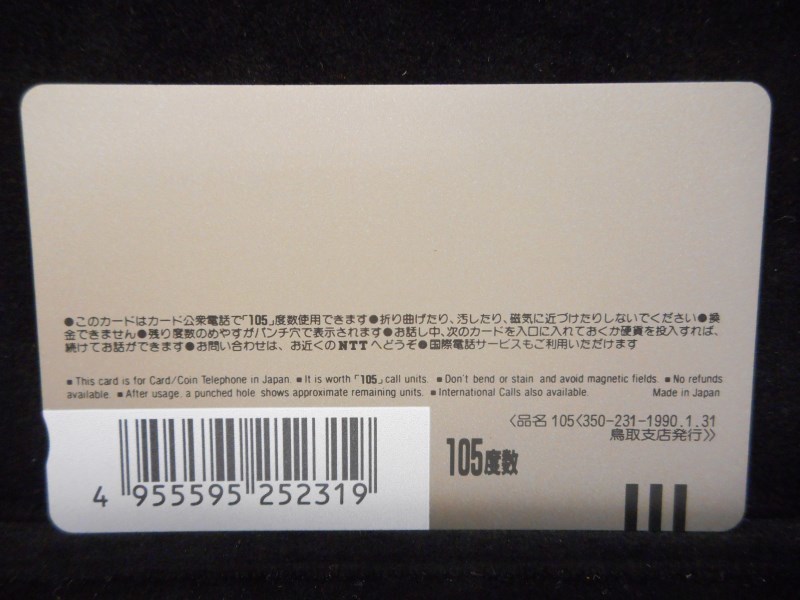 ●このカードはカード公衆電話で「105」度数使用できます●折り曲げたり、汚したり、磁気に近づけたりしないでください●換
金できません●残り度数のめやすがパンチ穴で表示されます●お話し中、次のカードを入口に入れておくか硬貨を投入すれば、
続けてお話ができます●お問い合わせは、お近くのNTTへどうぞ●国際電話サービスもご利用いただけます
■This card is for Card/Coin Telephone in Japan. ■It is worth「105」call units. ■Don't bend or stain and avoid magnetic fields. ■No refunds
available. ■After usage, a punched hole shows approximate remaining units. ■International Calls also available. Made in Japan
〈品名 105〈350-231-1990.1.31
鳥取支店発行〉〉
105度数
4 955595 252319